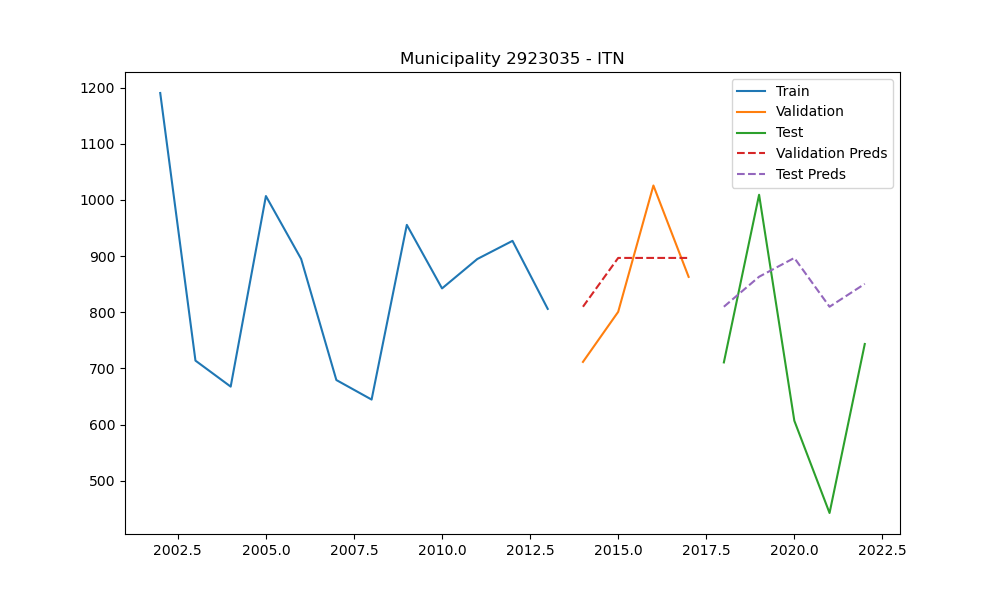 Municipality 2923035 - ITN
1200
1100
1000
900
800
700
600
500
Train
Validation
Test
Validation Preds
Test Preds
2002.5 2005.0 2007.5 2010.0 2012.5 2015.0 2017.5 2020.0 2022.5